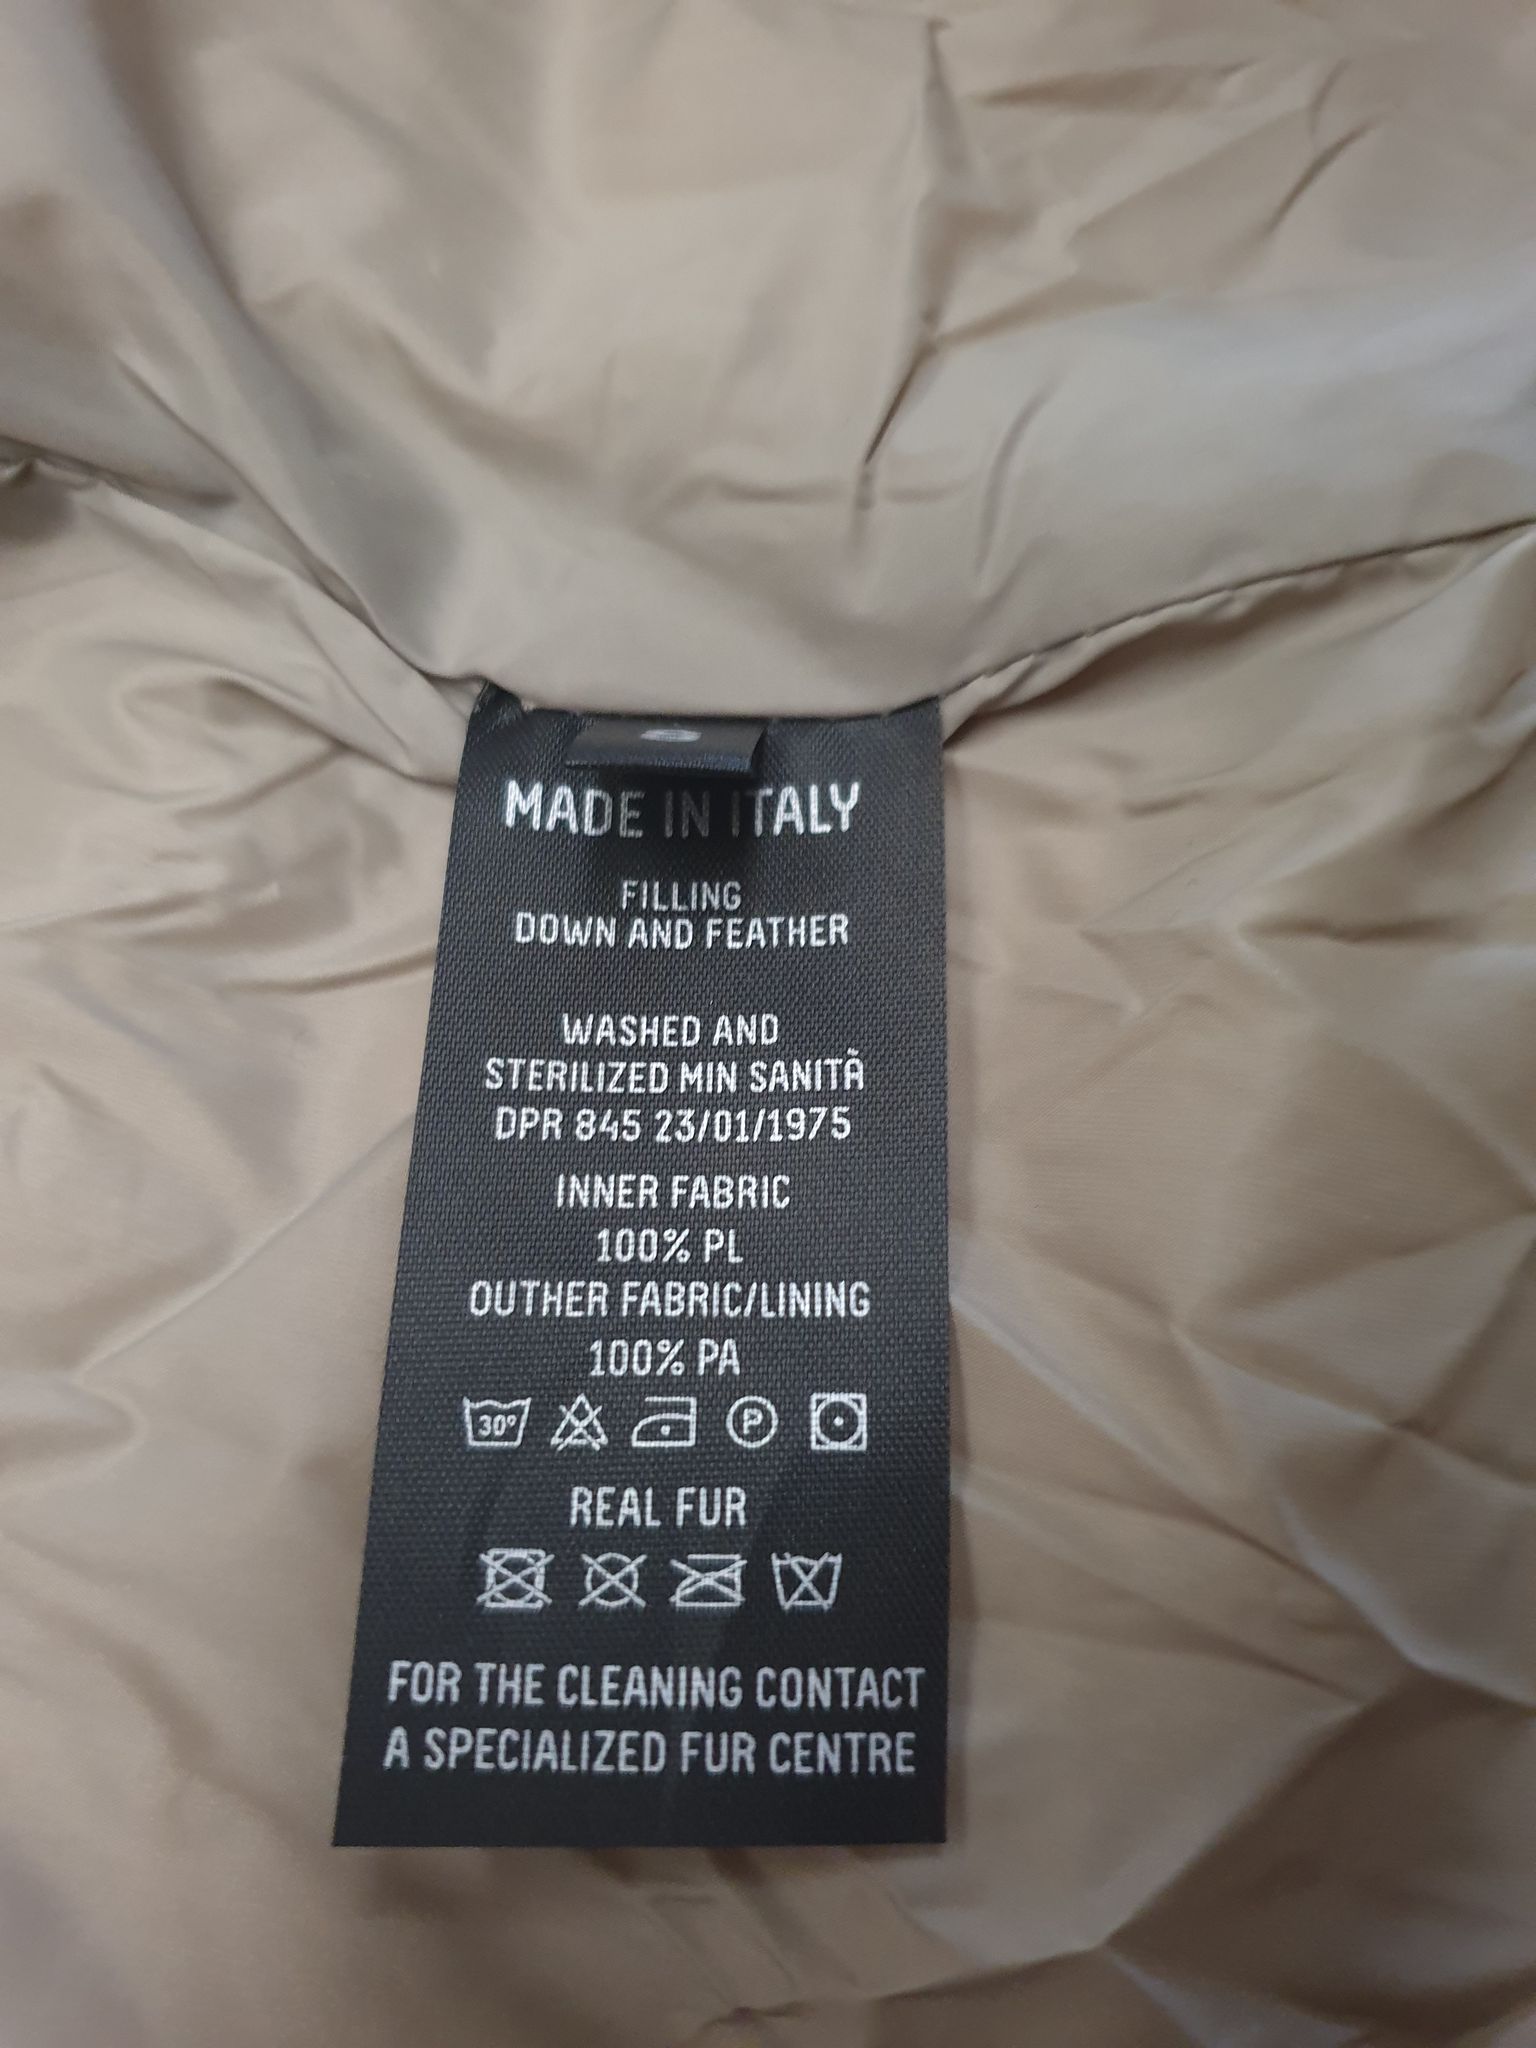 MADE IN ITALY
FILLING
DOWN AND FEATHER
WASHED AND
STERILIZED MIN SANITÀ
DPR 845 23/01/1975
INNER FABRIC
100% PL
OUTHER FABRIC/LINING
100% PA
30° P
REAL FUR
FOR THE CLEANING CONTACT
A SPECIALIZED FUR CENTRE